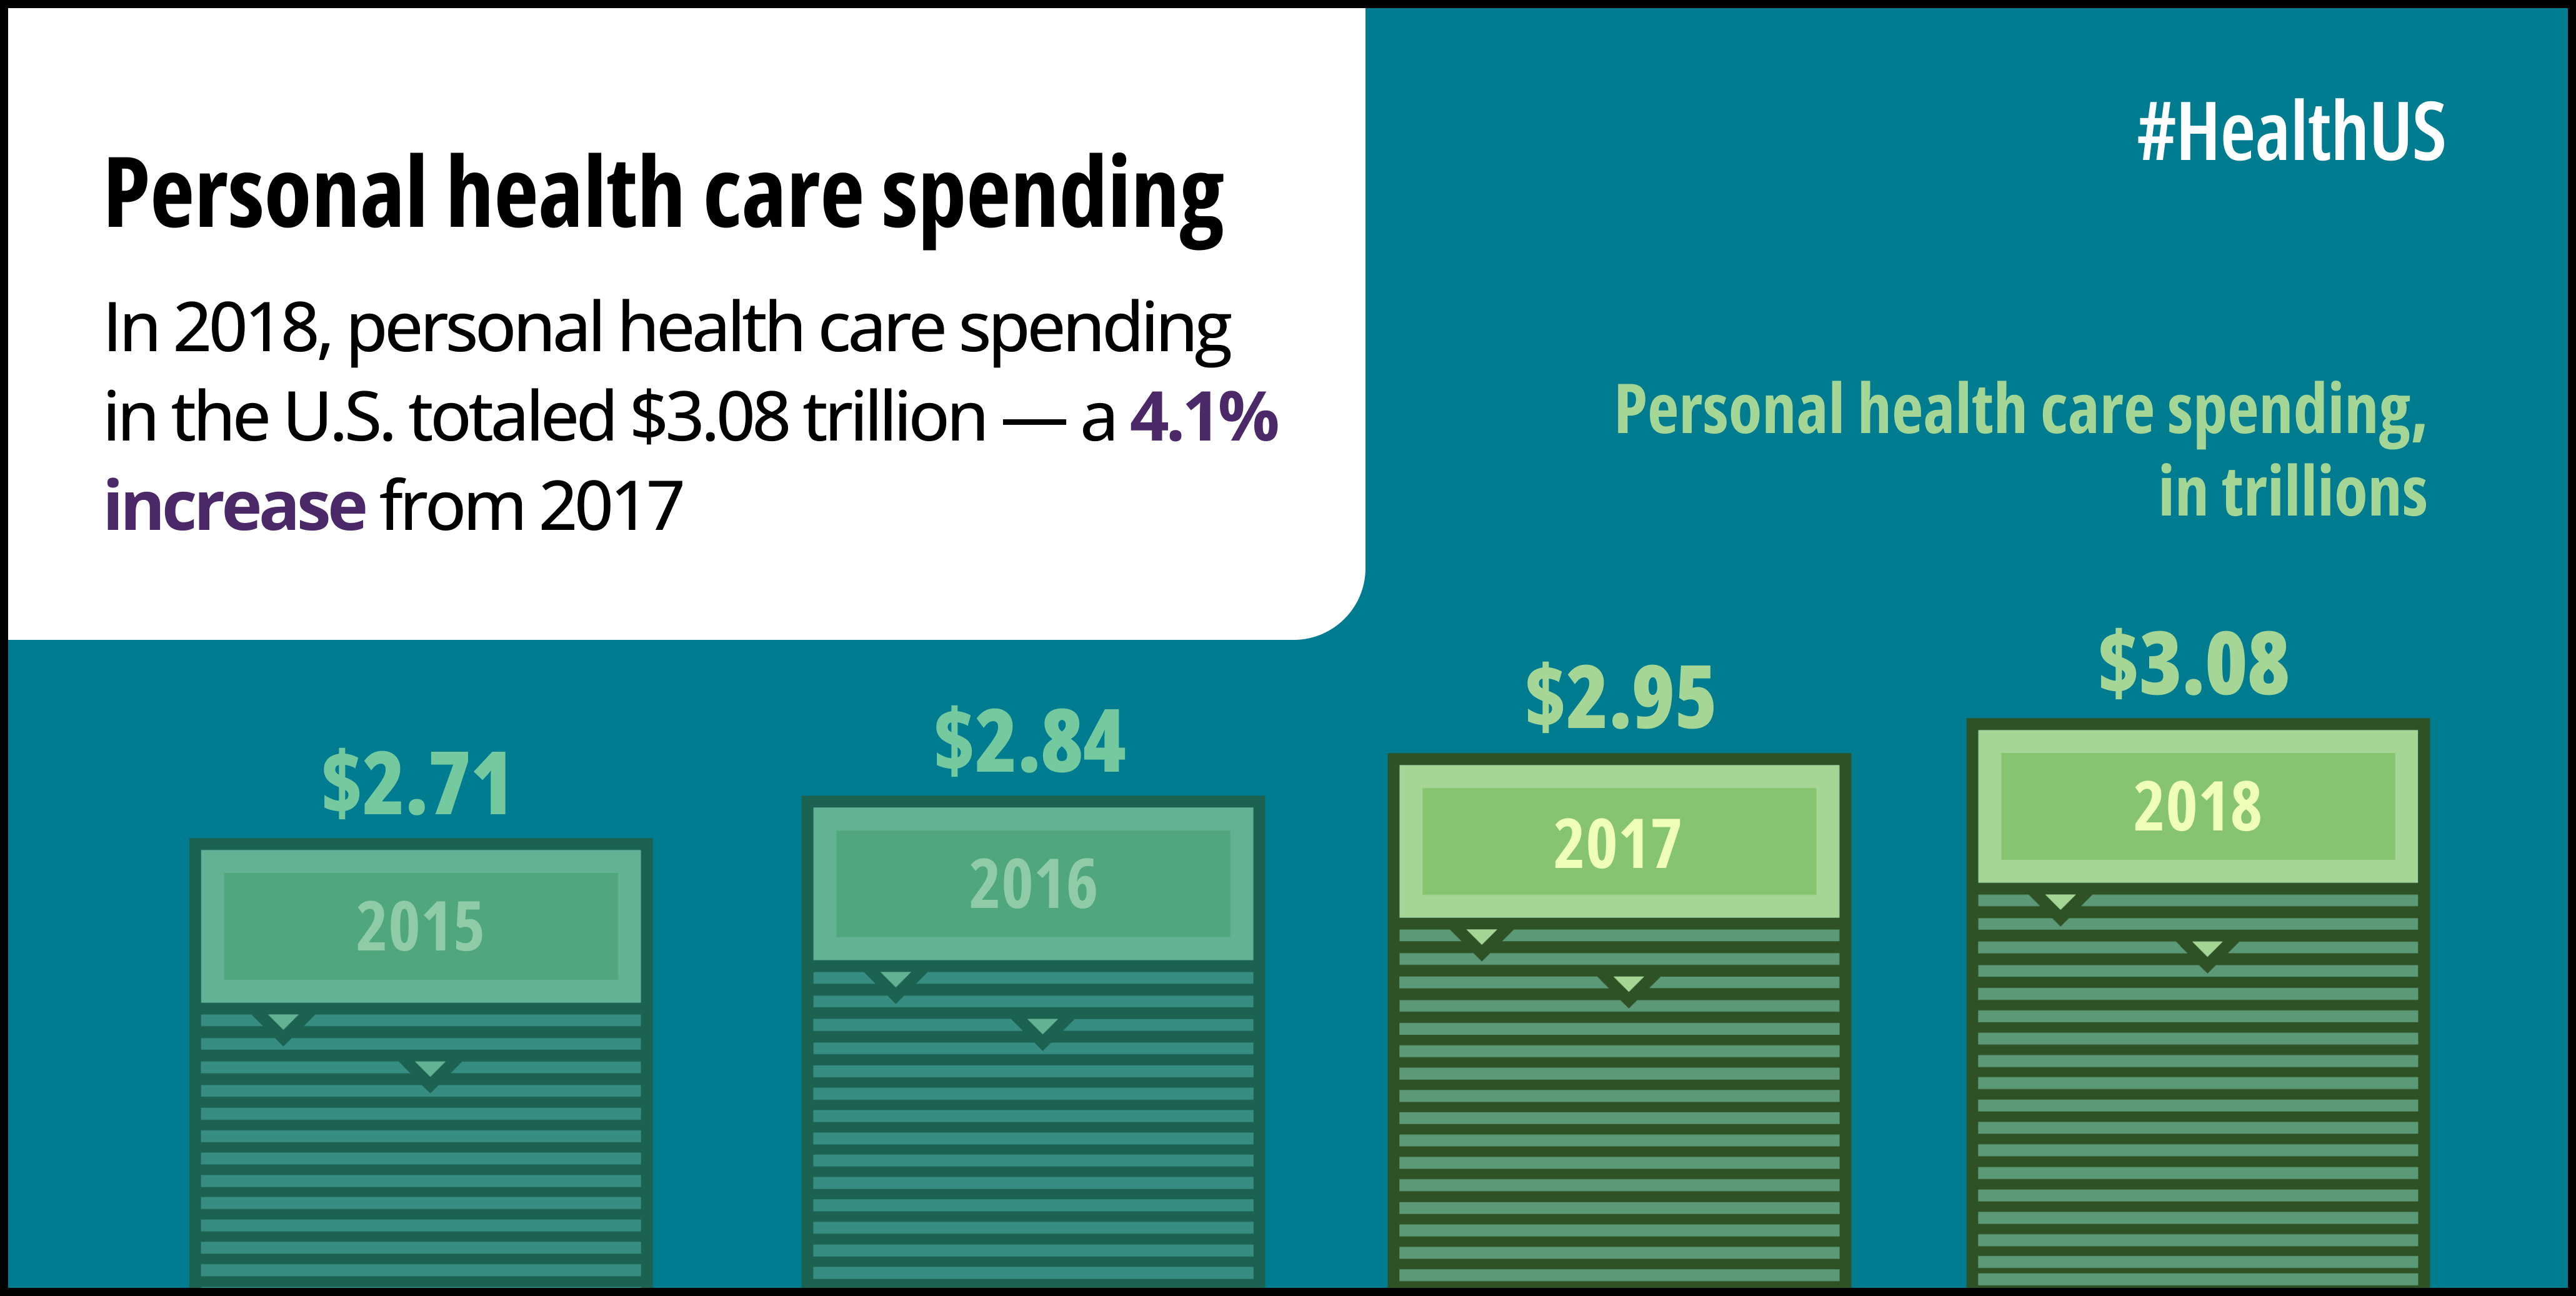 #HealthUS
Personal health care spending
In 2018, personal health care spending
in the U.S. totaled $3.08 trillion — a 4.1%
increase from 2017
Personal health care spending,
in trillions
$2.71
$2.84
$2.95
$3.08
2015
2016
2017
2018